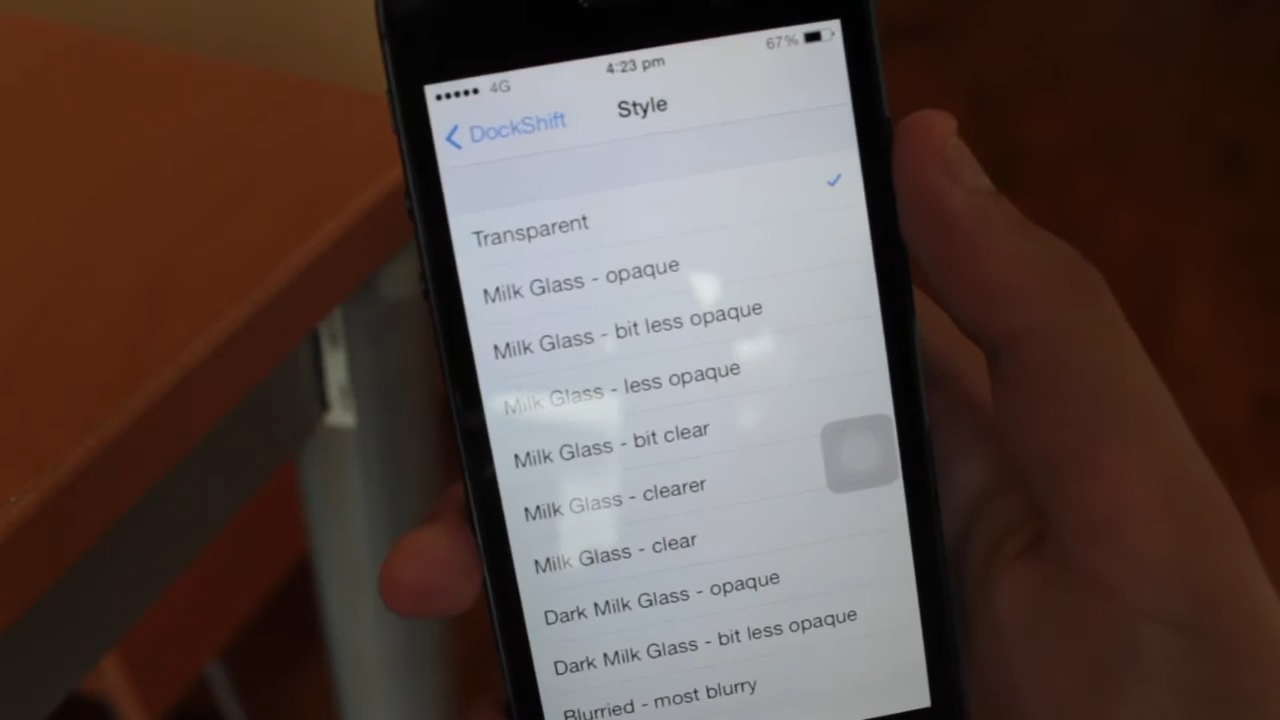 ●●●●● 4G 4:23 pm 67%
DockShift Style
Transparent
Milk Glass - opaque
Milk Glass - bit less opaque
Milk Glass - less opaque
Milk Glass - bit clear
Milk Glass - clearer
Milk Glass - clear
Dark Milk Glass - opaque
Dark Milk Glass - bit less opaque
Blurried - most blurry